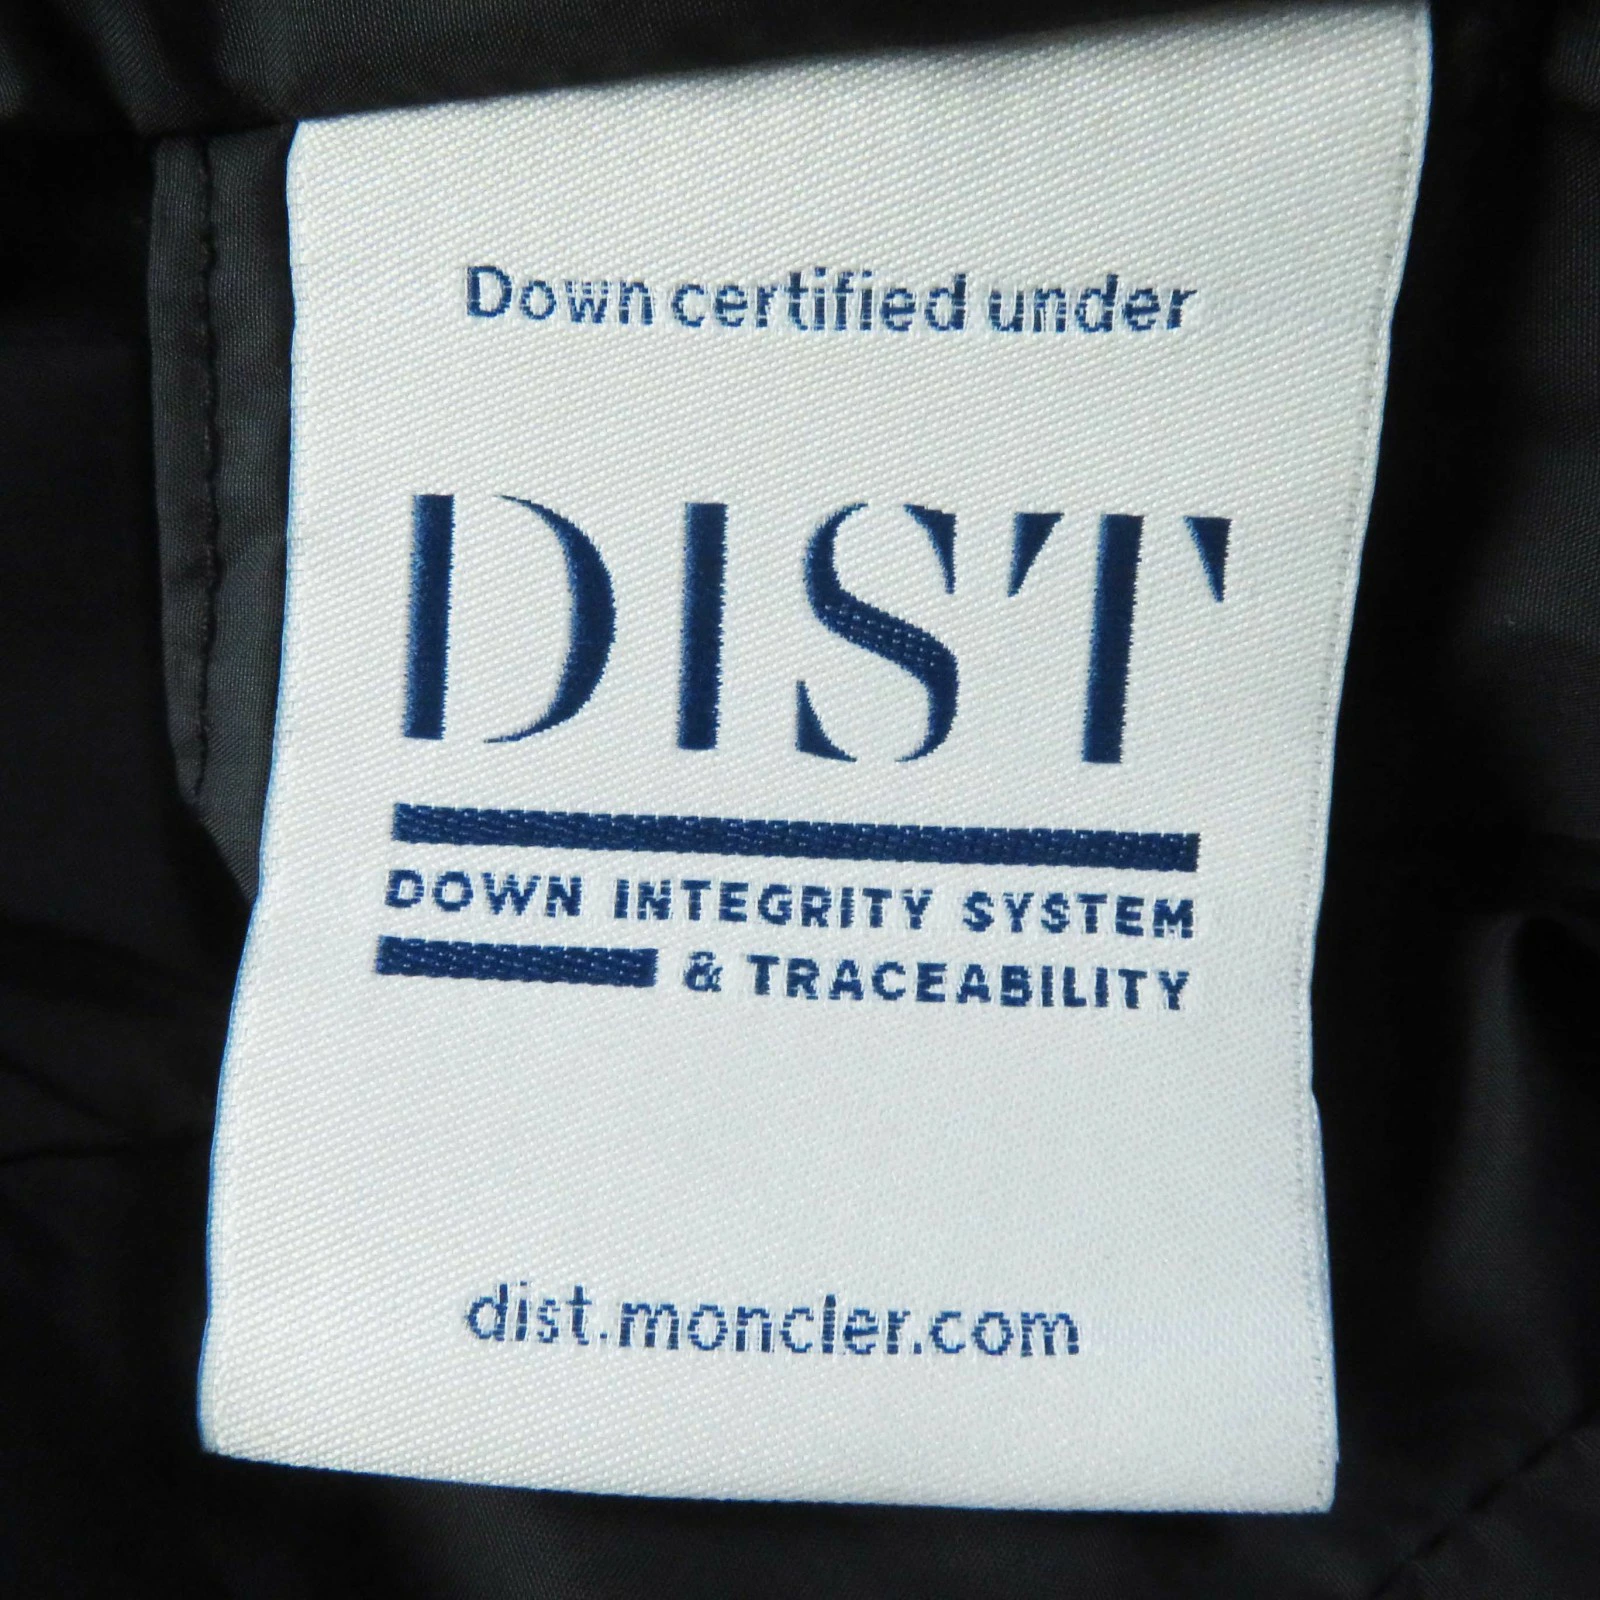 Down certified under
DIST
DOWN INTEGRITY SYSTEM
& TRACEABILITY
dist.moncler.com